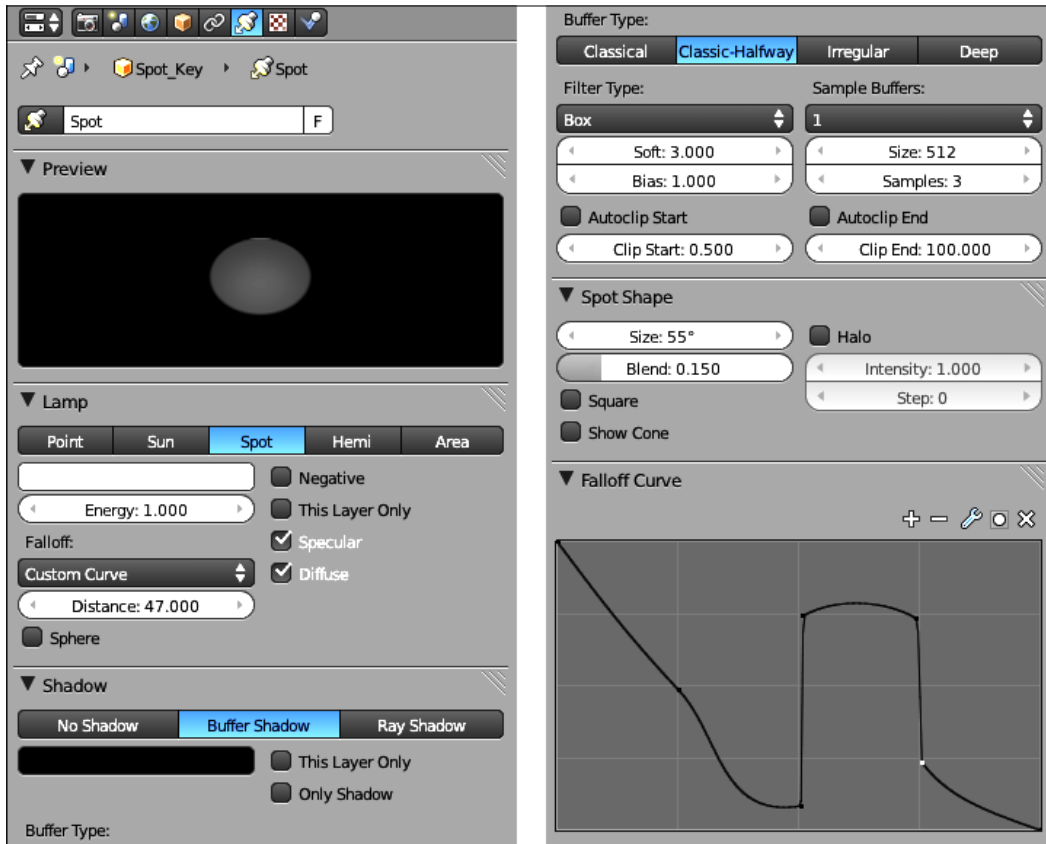 Spot_Key
Spot
Spot F
Preview
Lamp
Point Sun Spot Hemi Area
Negative
Energy: 1.000
This Layer Only
Falloff:
Specular
Custom Curve
Diffuse
Distance: 47.000
Sphere
Shadow
No Shadow Buffer Shadow Ray Shadow
This Layer Only
Only Shadow
Buffer Type:
Buffer Type:
Classical Classic-Halfway Irregular Deep
Filter Type: Sample Buffers:
Box 1
Soft: 3.000 Size: 512
Bias: 1.000 Samples: 3
Autoclip Start Autoclip End
Clip Start: 0.500 Clip End: 100.000
Spot Shape
Size: 55° Halo
Blend: 0.150 Intensity: 1.000
Square Step: 0
Show Cone
Falloff Curve